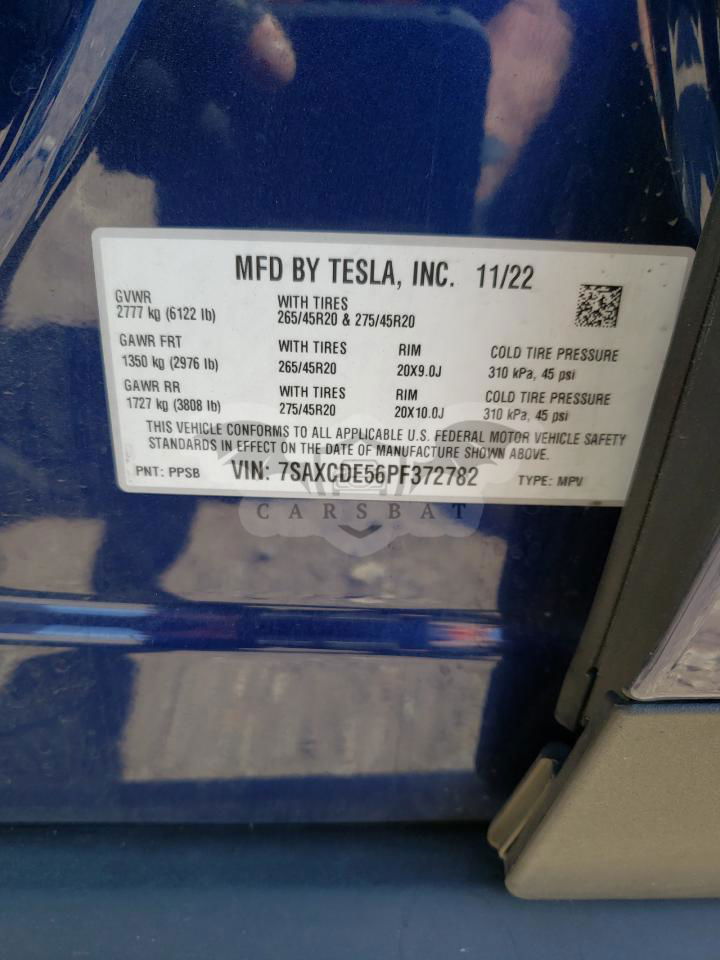 MFD BY TESLA, INC. 11/22
GVWR
2777 kg (6122 lb)
WITH TIRES
265/45R20 & 275/45R20
GAWR FRT
1350 kg (2976 lb)
WITH TIRES
265/45R20
RIM
20X9.0J
COLD TIRE PRESSURE
310 kPa, 45 psi
GAWR RR
1727 kg (3808 lb)
WITH TIRES
275/45R20
RIM
20X10.0J
COLD TIRE PRESSURE
310 kPa, 45 psi
THIS VEHICLE CONFORMS TO ALL APPLICABLE U.S. FEDERAL MOTOR VEHICLE SAFETY
STANDARDS IN EFFECT ON THE DATE OF MANUFACTURE SHOWN ABOVE.
PNT: PPSB VIN: 7SAXCDE56PF372782 TYPE: MPV
CARSBAT